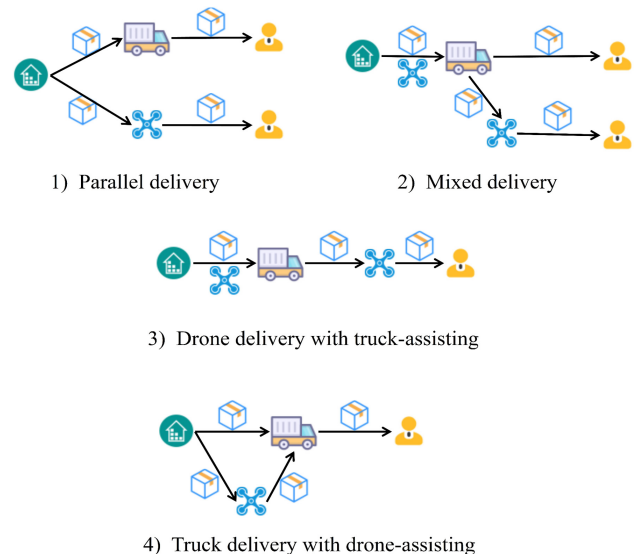 1) Parallel delivery
2) Mixed delivery
3) Drone delivery with truck-assisting
4) Truck delivery with drone-assisting